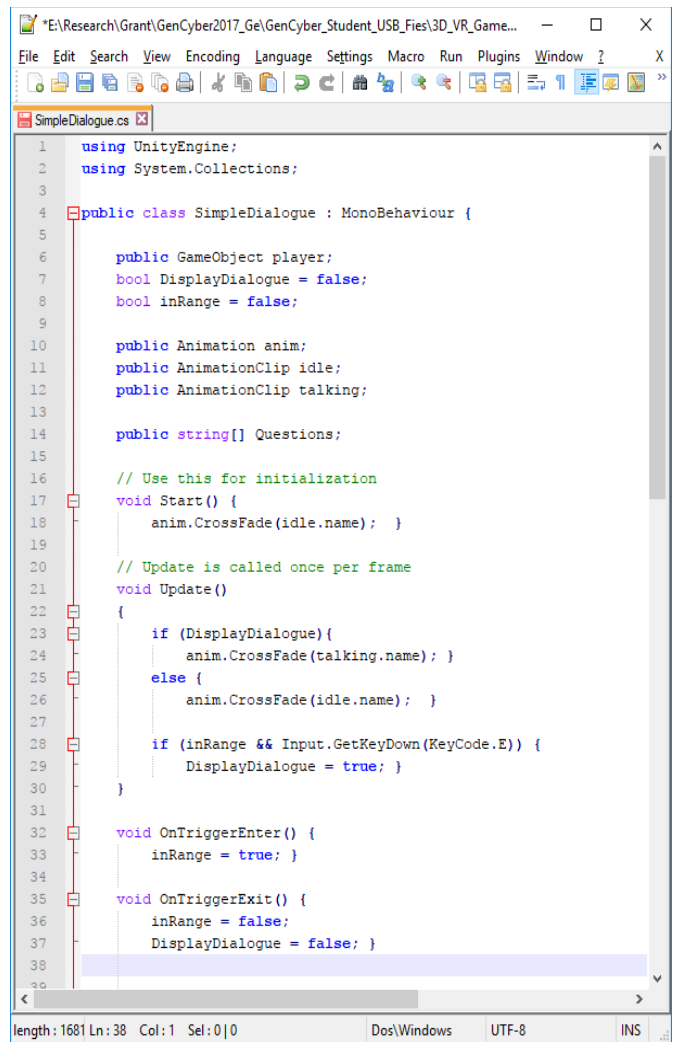 *E:\Research\Grant\GenCyber2017_Ge\GenCyber_Student_USB_Fies\3D_VR_Game...
File Edit Search View Encoding Language Settings Macro Run Plugins Window ? X
SimpleDialogue.cs
1 using UnityEngine;
2 using System.Collections;
3
4 public class SimpleDialogue : MonoBehaviour {
5
6 public GameObject player;
7 bool DisplayDialogue = false;
8 bool inRange = false;
9
10 public Animation anim;
11 public AnimationClip idle;
12 public AnimationClip talking;
13
14 public string[] Questions;
15
16 // Use this for initialization
17 void Start() {
18 anim.CrossFade(idle.name); }
19
20 // Update is called once per frame
21 void Update()
22 {
23 if (DisplayDialogue){
24 anim.CrossFade(talking.name); }
25 else {
26 anim.CrossFade(idle.name); }
27
28 if (inRange && Input.GetKeyDown(KeyCode.E)) {
29 DisplayDialogue = true; }
30 }
31
32 void OnTriggerEnter() {
33 inRange = true; }
34
35 void OnTriggerExit() {
36 inRange = false;
37 DisplayDialogue = false; }
38
39
length : 1681 Ln : 38 Col : 1 Sel : 0 | 0 Dos\Windows UTF-8 INS